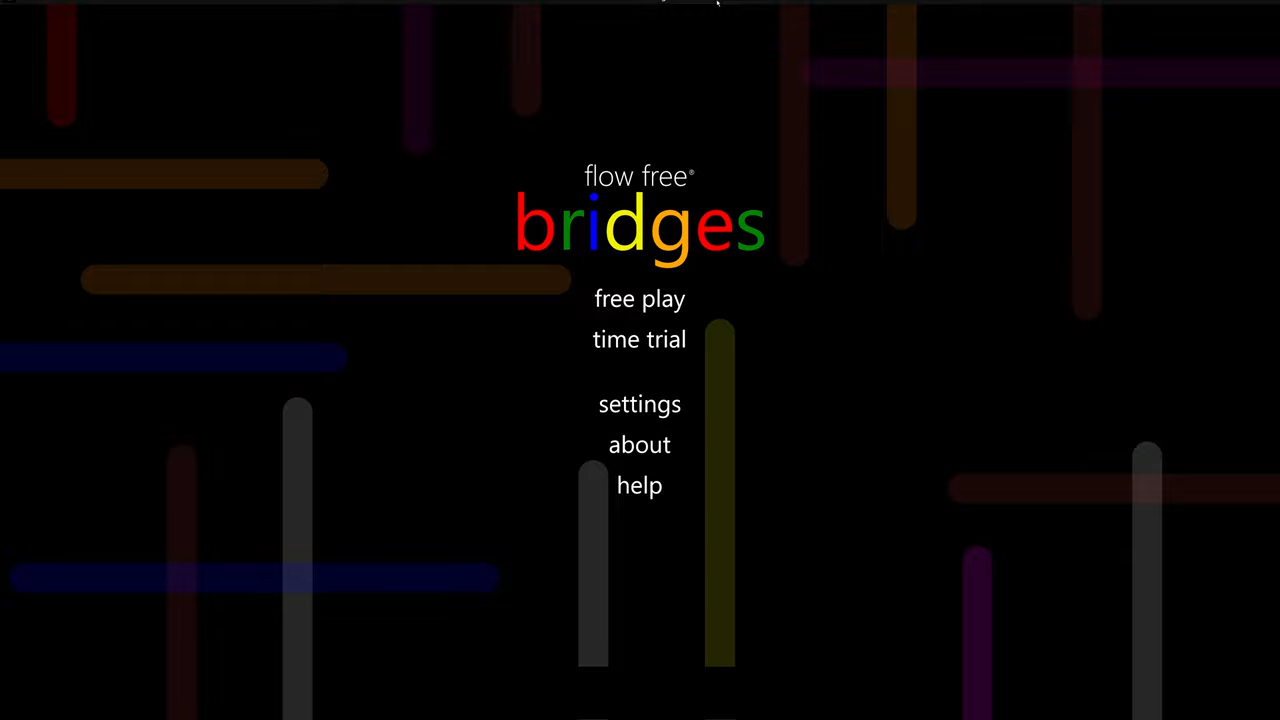 flow free®
bridges
free play
time trial
settings
about
help